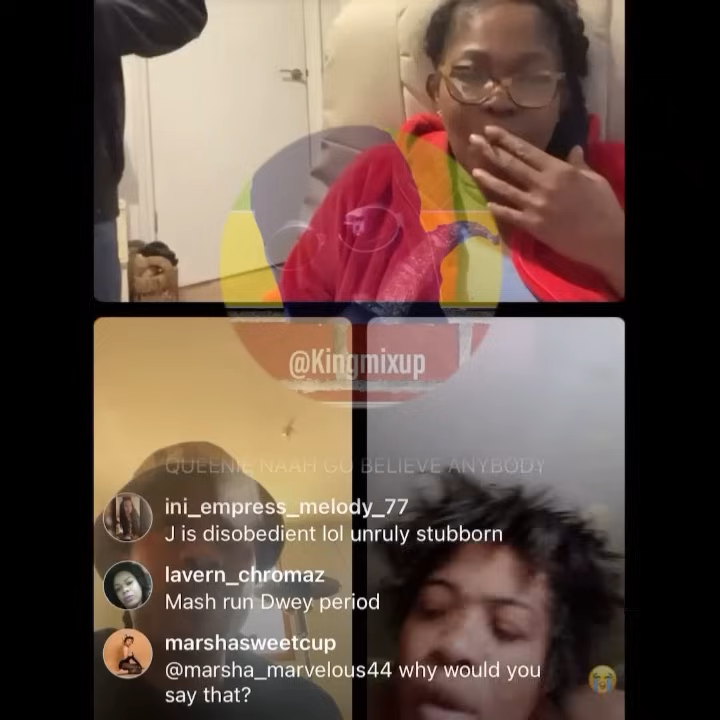 @Kingmixup
QUEENIE NAAH GO BELIEVE ANYBODY
ini_empress_melody_77
J is disobedient lol unruly stubborn
lavern_chromaz
Mash run Dwey period
marshasweetcup
@marsha_marvelous44 why would you
say that?